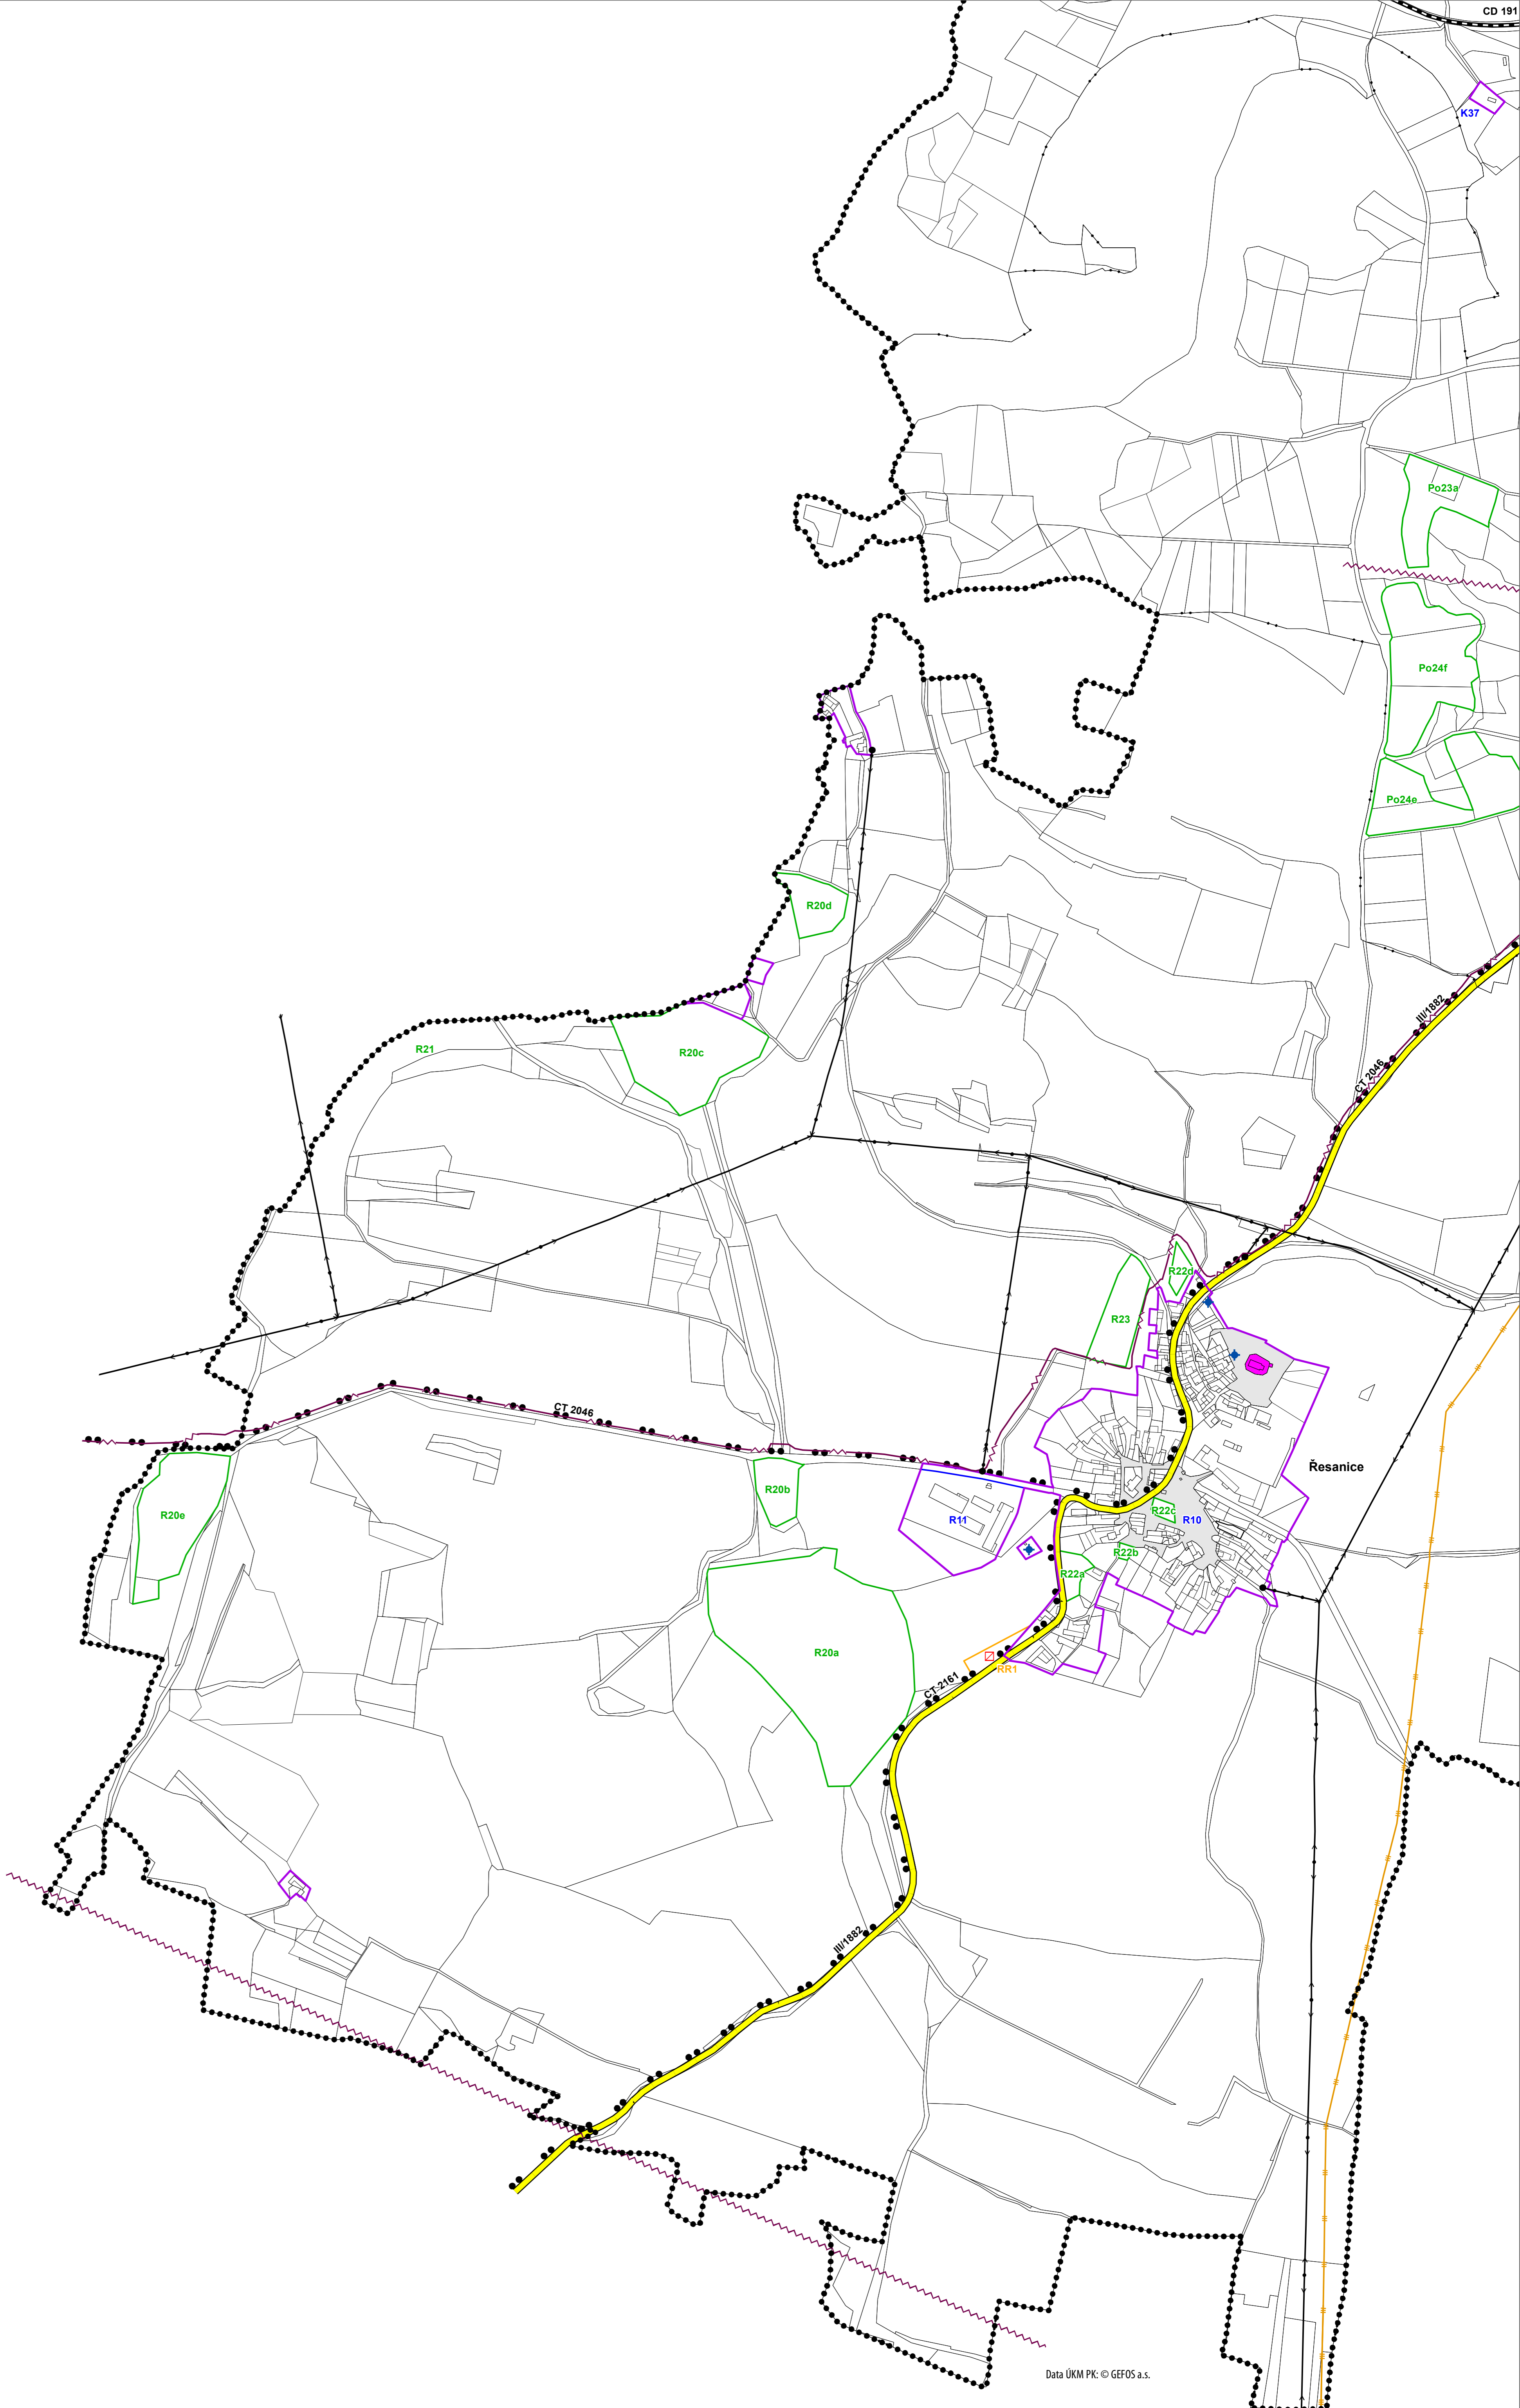 CD 191
K37
Po23a
Po24f
Po24e
R20d
III/1882
R21
R20c
CT 2046
R22d
R23
CT 2046
Řesanice
R20b
R20e
R11
R22c
R10
R22b
R22a
R20a
RR1
CT 2161
III/1882
Data ÚKM PK: © GEFOS a.s.